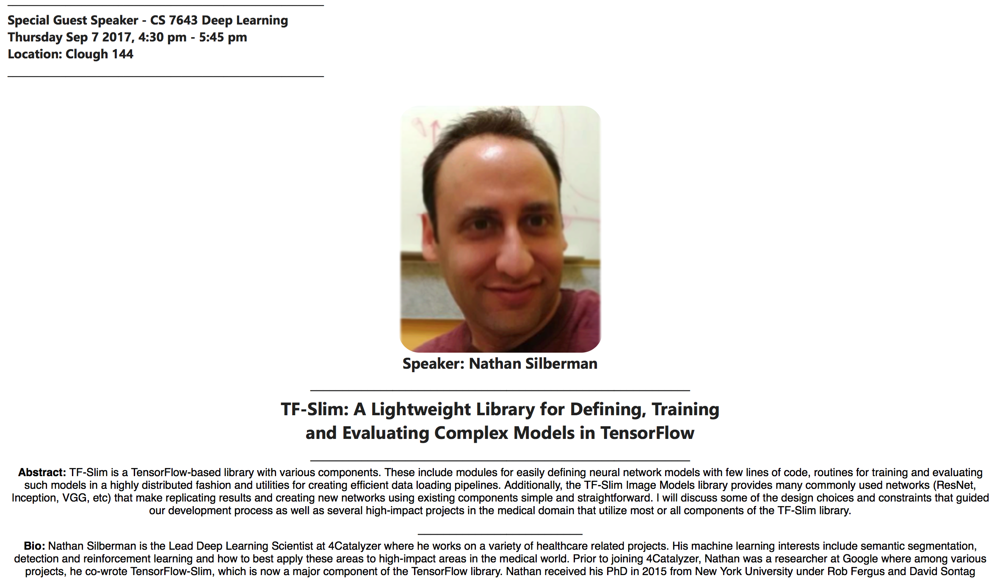 Special Guest Speaker - CS 7643 Deep Learning
Thursday Sep 7 2017, 4:30 pm - 5:45 pm
Location: Clough 144
Speaker: Nathan Silberman
TF-Slim: A Lightweight Library for Defining, Training
and Evaluating Complex Models in TensorFlow
Abstract: TF-Slim is a TensorFlow-based library with various components. These include modules for easily defining neural network models with few lines of code, routines for training and evaluating
such models in a highly distributed fashion and utilities for creating efficient data loading pipelines. Additionally, the TF-Slim Image Models library provides many commonly used networks (ResNet,
Inception, VGG, etc) that make replicating results and creating new networks using existing components simple and straightforward. I will discuss some of the design choices and constraints that guided
our development process as well as several high-impact projects in the medical domain that utilize most or all components of the TF-Slim library.
Bio: Nathan Silberman is the Lead Deep Learning Scientist at 4Catalyzer where he works on a variety of healthcare related projects. His machine learning interests include semantic segmentation,
detection and reinforcement learning and how to best apply these areas to high-impact areas in the medical world. Prior to joining 4Catalyzer, Nathan was a researcher at Google where among various
projects, he co-wrote TensorFlow-Slim, which is now a major component of the TensorFlow library. Nathan received his PhD in 2015 from New York University under Rob Fergus and David Sontag